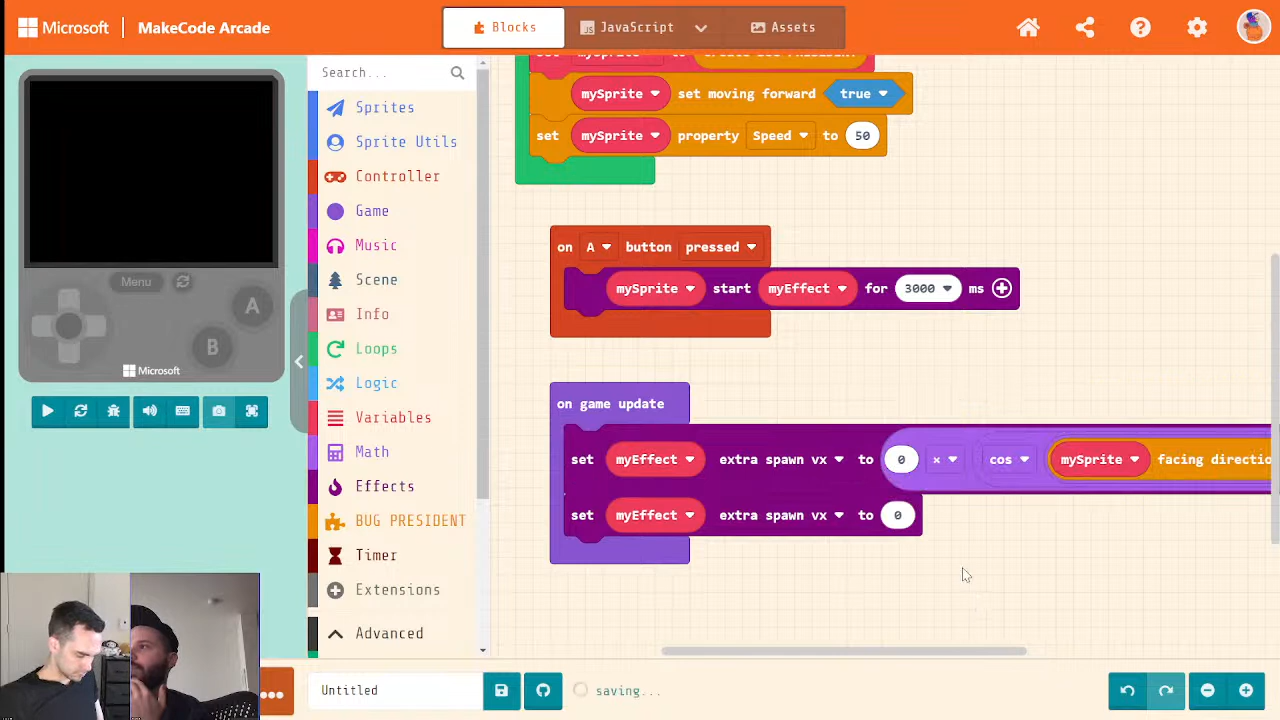 Microsoft
MakeCode Arcade
Blocks
JavaScript
Assets
Search...
Sprites
Sprite Utils
Controller
Game
Music
Scene
Info
Loops
Logic
Variables
Math
Effects
BUG PRESIDENT
Timer
Extensions
Advanced
Menu
A
B
Microsoft
mySprite set moving forward true
set mySprite property Speed to 50
on A button pressed
mySprite start myEffect for 3000 ms
on game update
set myEffect extra spawn vx to 0 × cos mySprite facing directio
set myEffect extra spawn vx to 0
Untitled
saving...